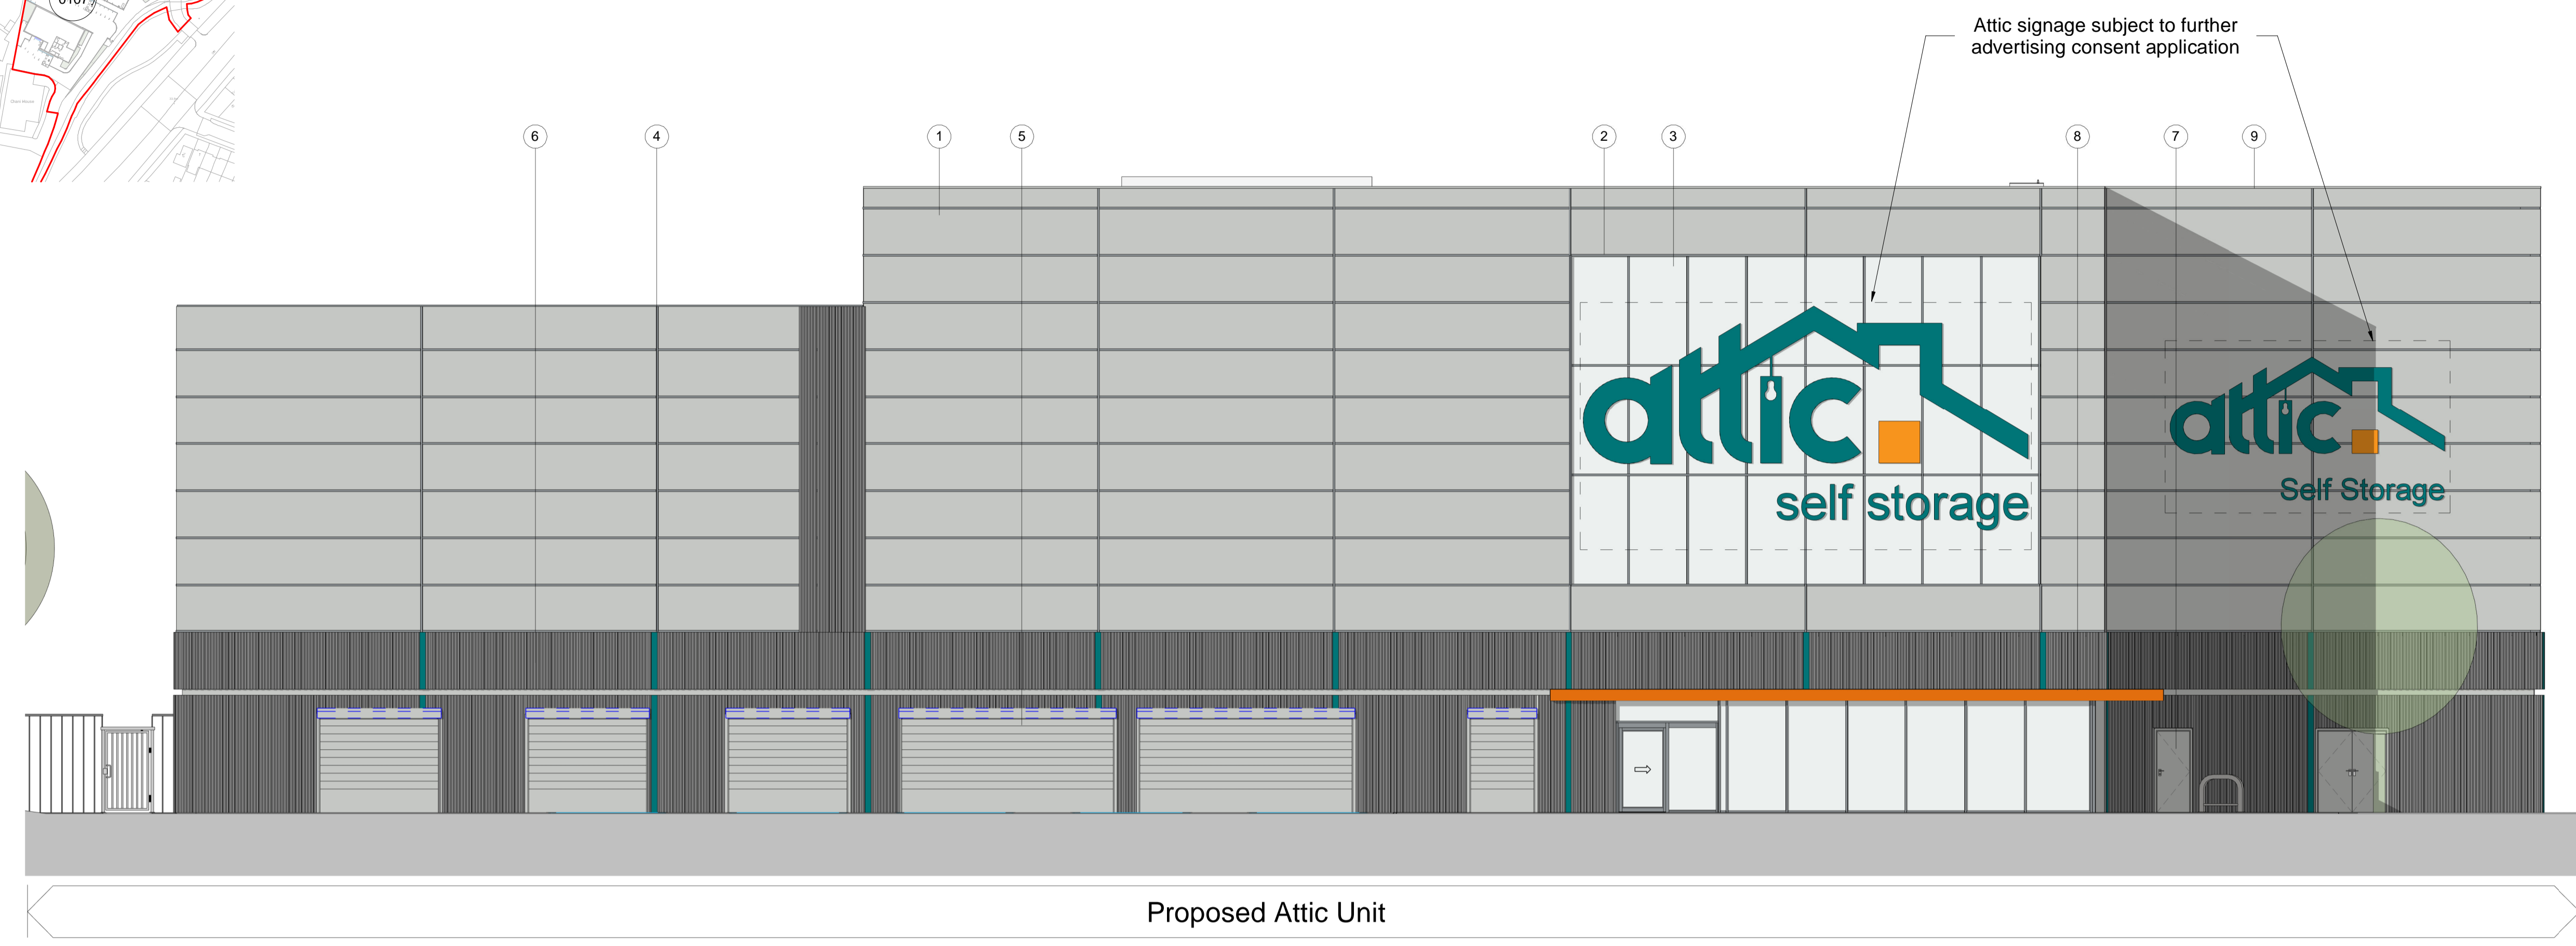 Attic signage subject to further
advertising consent application
6
4
1
5
2
3
8
7
9
attic
self storage
attic
Self Storage
Proposed Attic Unit